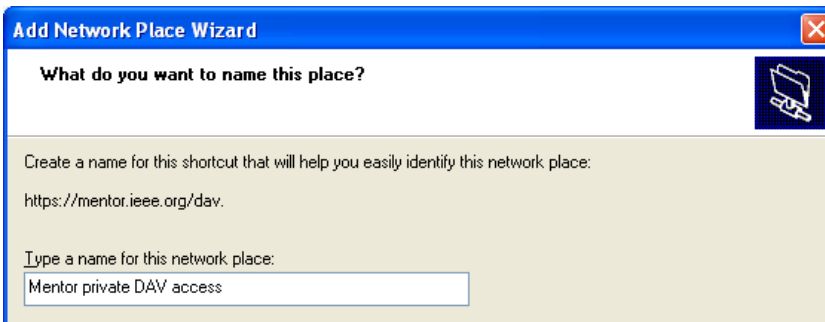 Add Network Place Wizard
What do you want to name this place?
Create a name for this shortcut that will help you easily identify this network place:
https://mentor.ieee.org/dav.
Type a name for this network place:
Mentor private DAV access